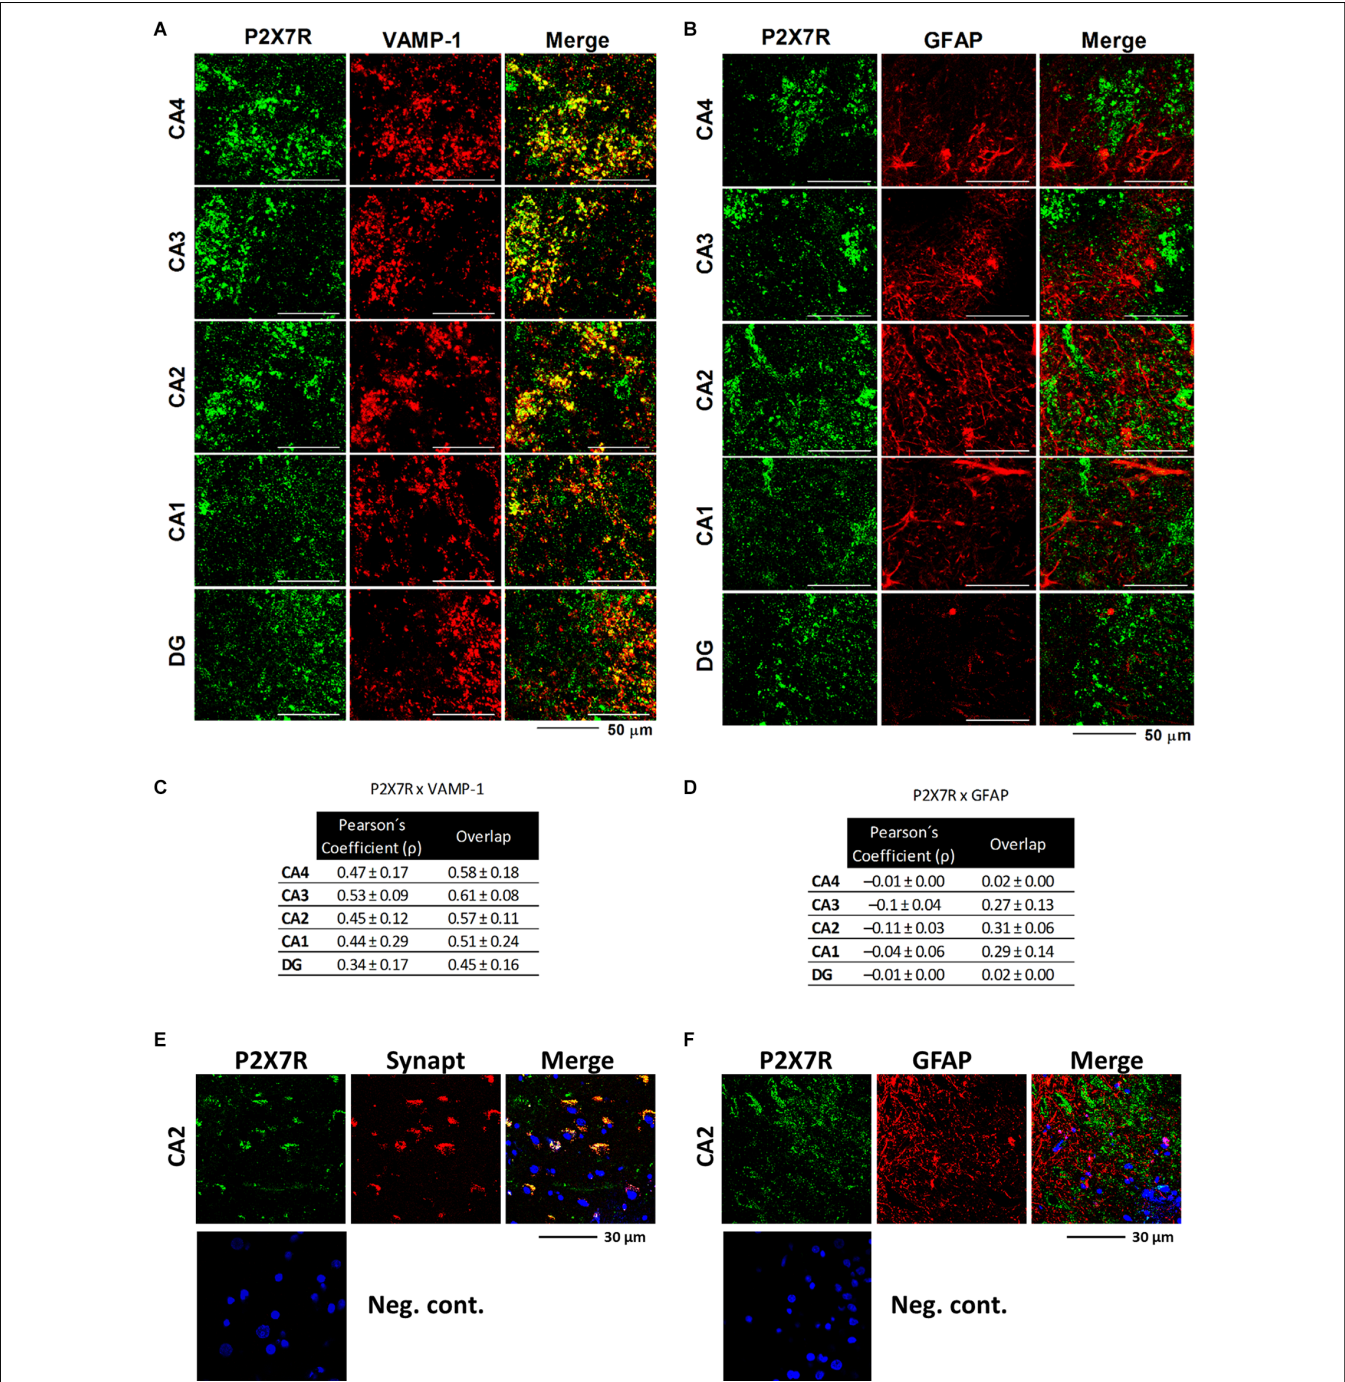 A
P2X7R VAMP-1 Merge
CA4
CA3
CA2
CA1
DG
50 μm
B
P2X7R GFAP Merge
CA4
CA3
CA2
CA1
DG
50 μm
C
P2X7R x VAMP-1
Pearson´s Coefficient (ρ) Overlap
CA4 0.47 ± 0.17 0.58 ± 0.18
CA3 0.53 ± 0.09 0.61 ± 0.08
CA2 0.45 ± 0.12 0.57 ± 0.11
CA1 0.44 ± 0.29 0.51 ± 0.24
DG 0.34 ± 0.17 0.45 ± 0.16
D
P2X7R x GFAP
Pearson´s Coefficient (ρ) Overlap
CA4 −0.01 ± 0.00 0.02 ± 0.00
CA3 −0.1 ± 0.04 0.27 ± 0.13
CA2 −0.11 ± 0.03 0.31 ± 0.06
CA1 −0.04 ± 0.06 0.29 ± 0.14
DG −0.01 ± 0.00 0.02 ± 0.00
E
P2X7R Synapt Merge
CA2
30 μm
Neg. cont.
F
P2X7R GFAP Merge
CA2
30 μm
Neg. cont.